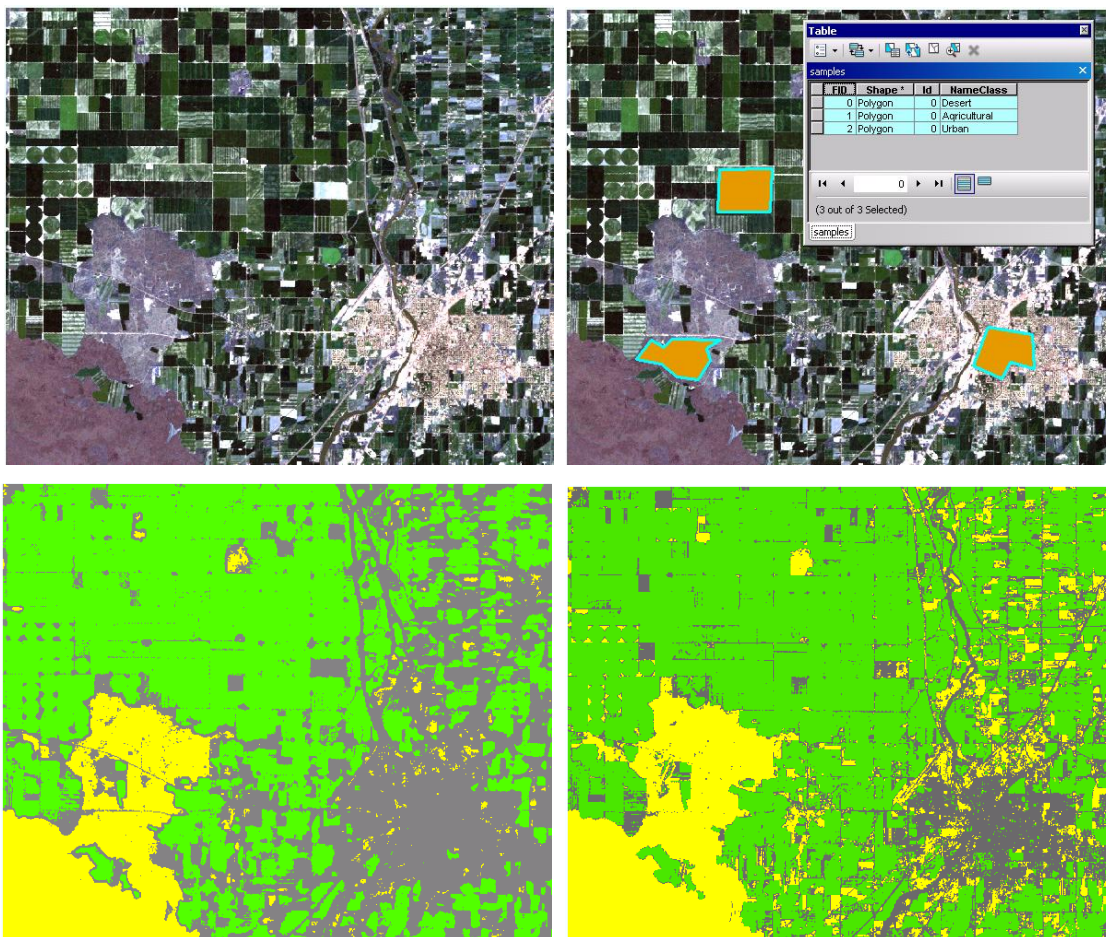 Table
samples
FID Shape * Id NameClass
0 Polygon 0 Desert
1 Polygon 0 Agricultural
2 Polygon 0 Urban
0
(3 out of 3 Selected)
samples